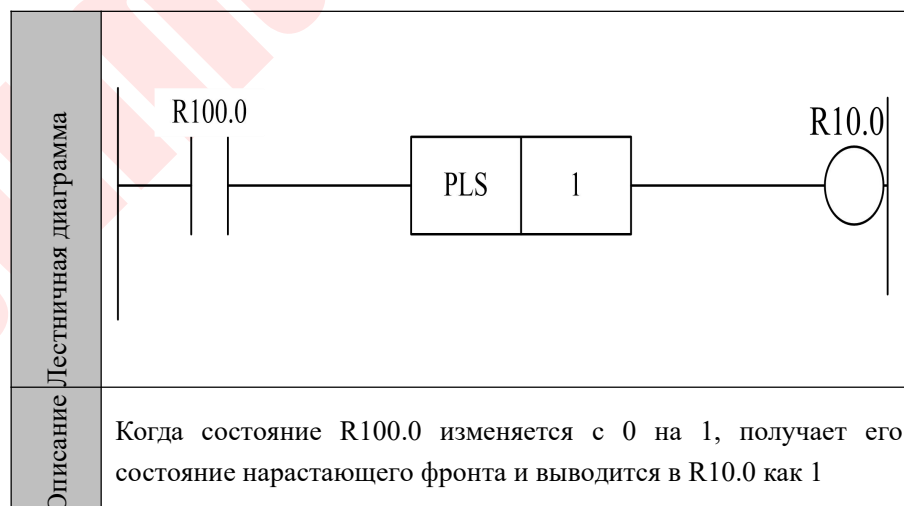 Лестничная диаграмма
R100.0
R10.0
PLS
1
Описание
Когда состояние R100.0 изменяется с 0 на 1, получает его
состояние нарастающего фронта и выводится в R10.0 как 1